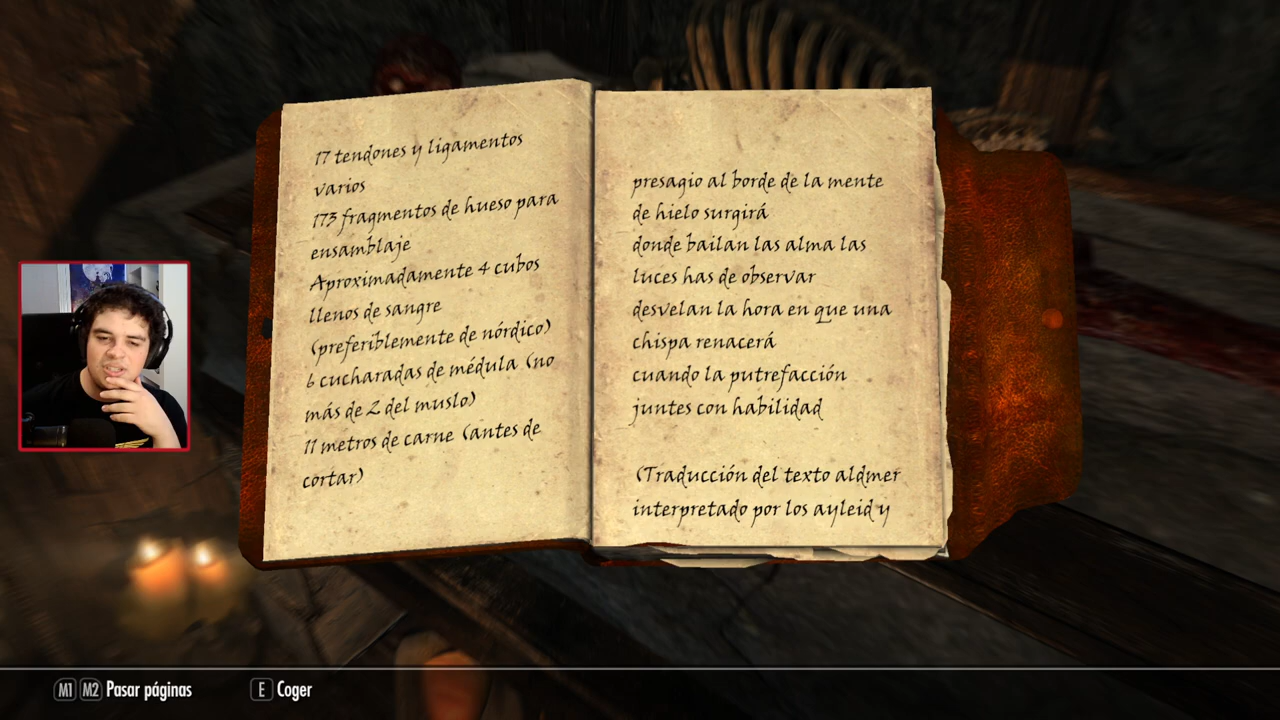 17 tendones y ligamentos
varios
173 fragmentos de hueso para
ensamblaje
Aproximadamente 4 cubos
llenos de sangre
(preferiblemente de nórdico)
6 cucharadas de médula (no
más de 2 del muslo)
11 metros de carne (antes de
cortar)
presagio al borde de la mente
de hielo surgirá
donde bailan las alma las
luces has de observar
desvelan la hora en que una
chispa renacerá
cuando la putrefacción
juntes con habilidad
(Traducción del texto aldmer
interpretado por los ayleid y
M1 M2 Pasar páginas
E Coger